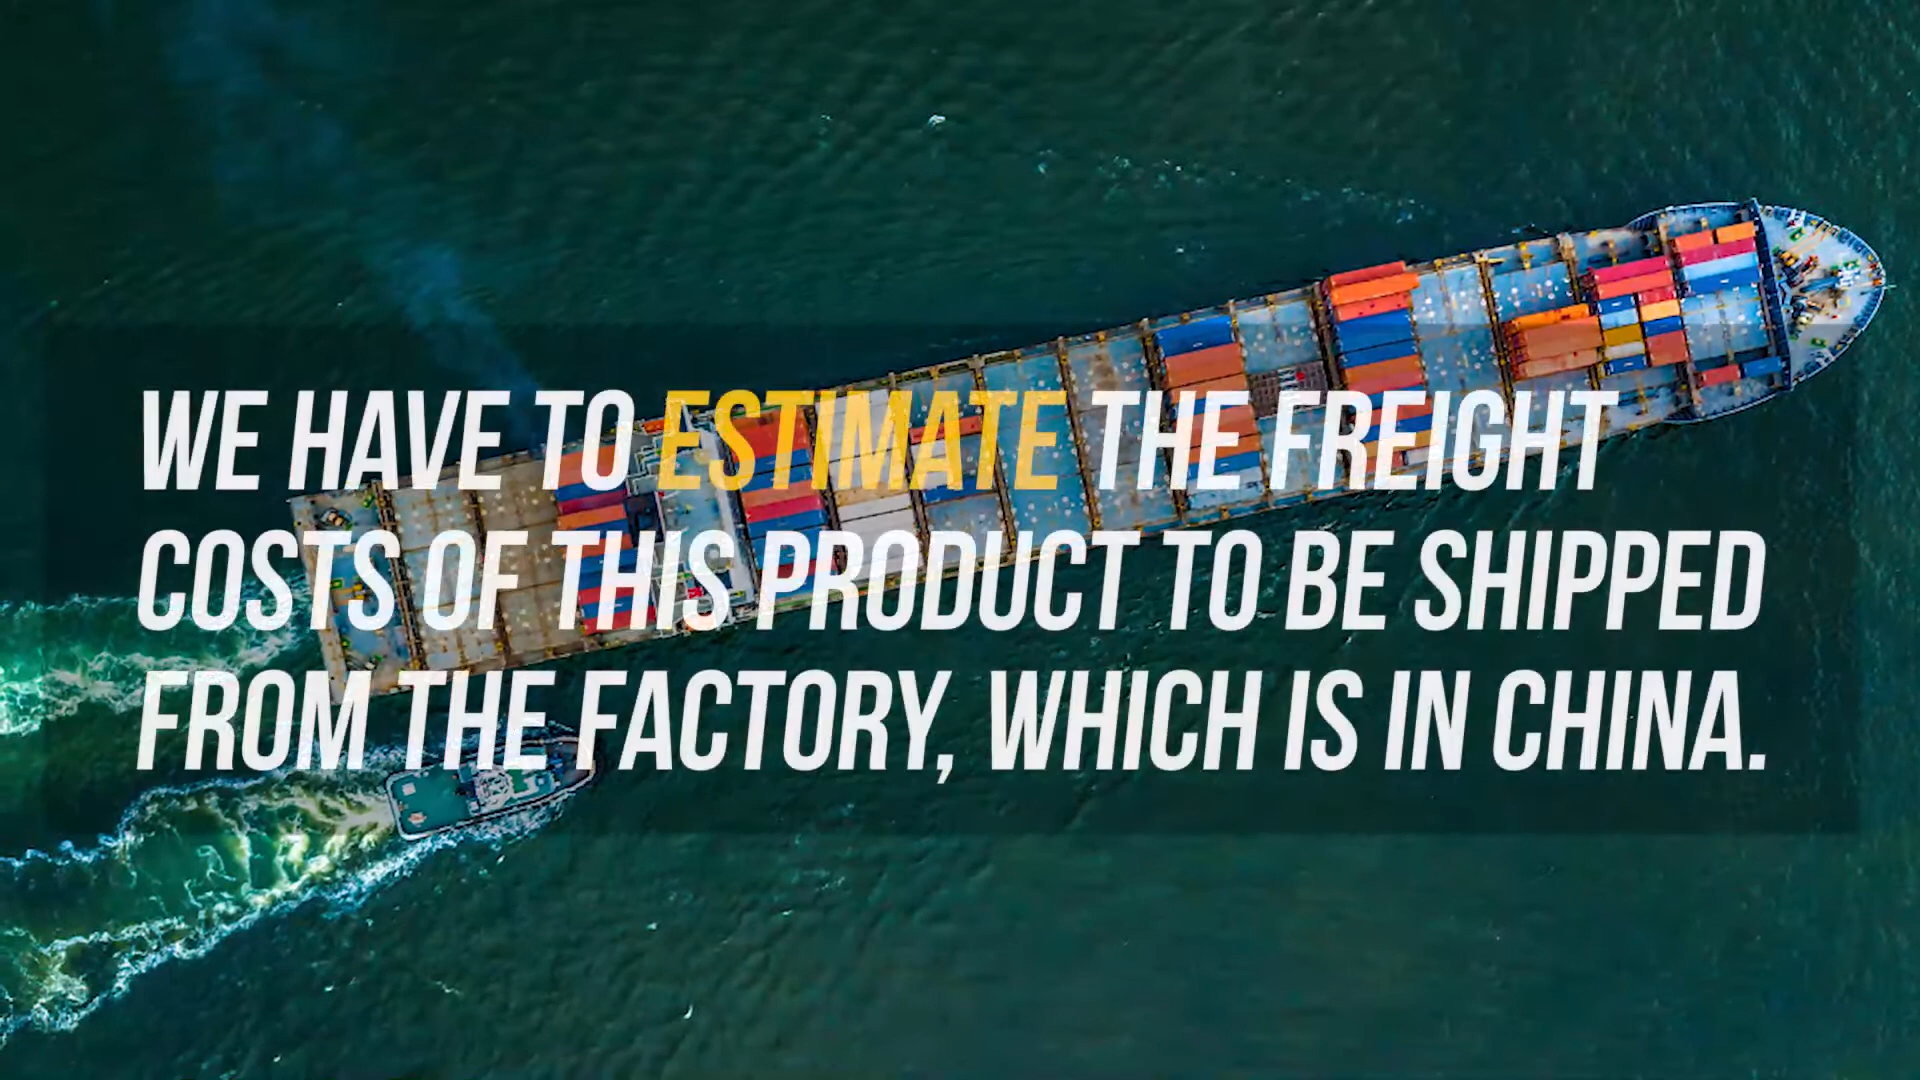 WE HAVE TO ESTIMATE THE FREIGHT
COSTS OF THIS PRODUCT TO BE SHIPPED
FROM THE FACTORY, WHICH IS IN CHINA.